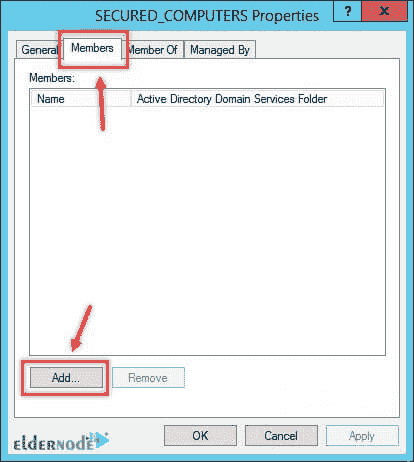 SECURED_COMPUTERS Properties
? X
General Members Member Of Managed By
Members:
Name Active Directory Domain Services Folder
Add... Remove
ELDERNODE
OK Cancel Apply